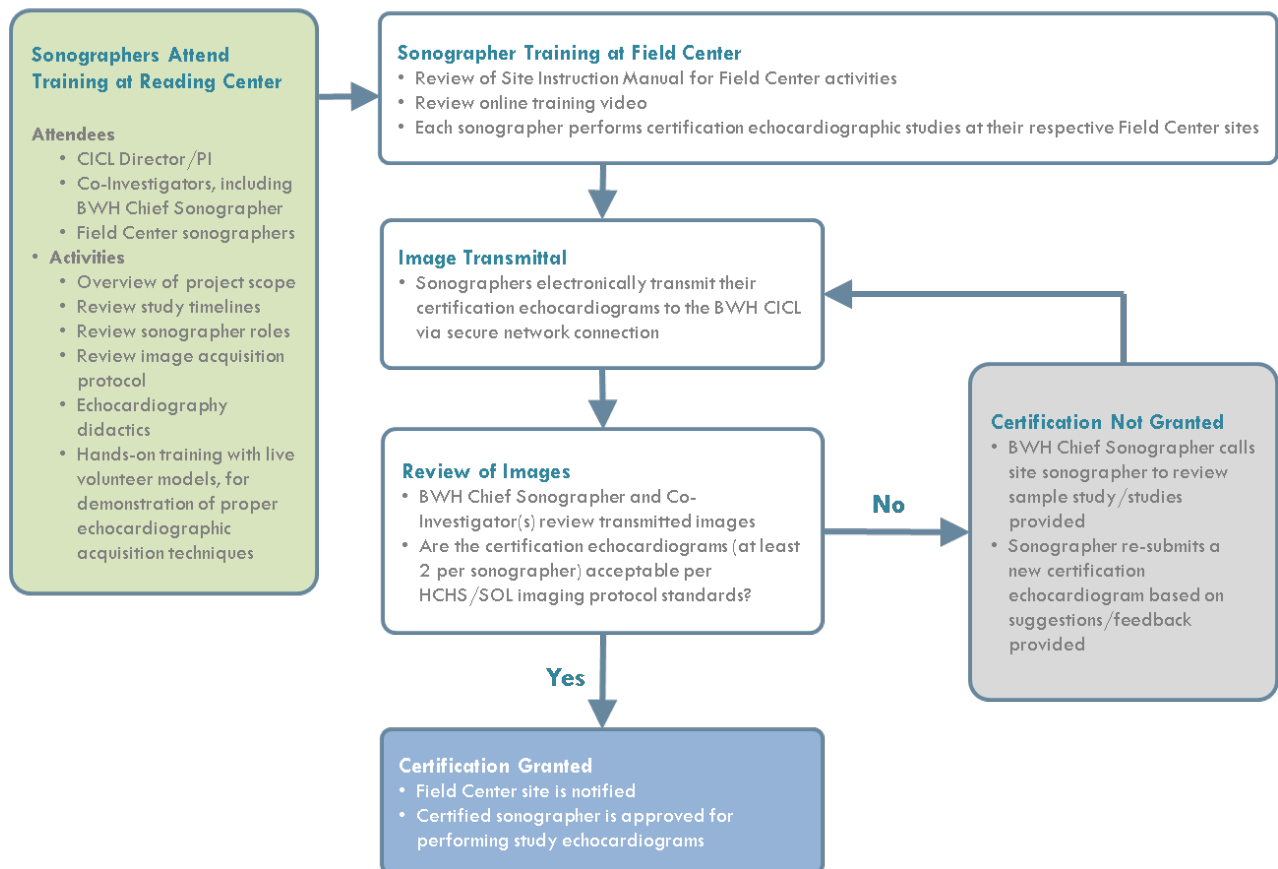 Sonographers Attend
Training at Reading Center
Attendees
• CICL Director/PI
• Co-Investigators, including
BWH Chief Sonographer
• Field Center sonographers
• Activities
• Overview of project scope
• Review study timelines
• Review sonographer roles
• Review image acquisition
protocol
• Echocardiography
didactics
• Hands-on training with live
volunteer models, for
demonstration of proper
echocardiographic
acquisition techniques
Sonographer Training at Field Center
• Review of Site Instruction Manual for Field Center activities
• Review online training video
• Each sonographer performs certification echocardiographic studies at their respective Field Center sites
Image Transmittal
• Sonographers electronically transmit their
certification echocardiograms to the BWH CICL
via secure network connection
Review of Images
• BWH Chief Sonographer and Co-
Investigator(s) review transmitted images
• Are the certification echocardiograms (at least
2 per sonographer) acceptable per
HCHS/SOL imaging protocol standards?
No
Certification Not Granted
• BWH Chief Sonographer calls
site sonographer to review
sample study/studies
provided
• Sonographer re-submits a
new certification
echocardiogram based on
suggestions/feedback
provided
Yes
Certification Granted
• Field Center site is notified
• Certified sonographer is approved for
performing study echocardiograms